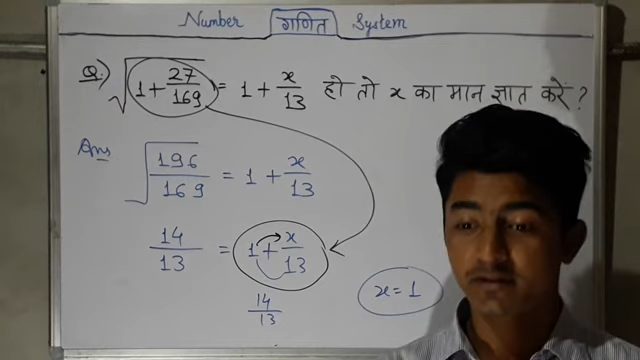 Number गणित System
Q.) √(1 + 27/169) = 1 + x/13 हो तो x का मान ज्ञात करें ?
Ans √(196/169) = 1 + x/13
14/13 = 1 + x/13
14/13
x = 1